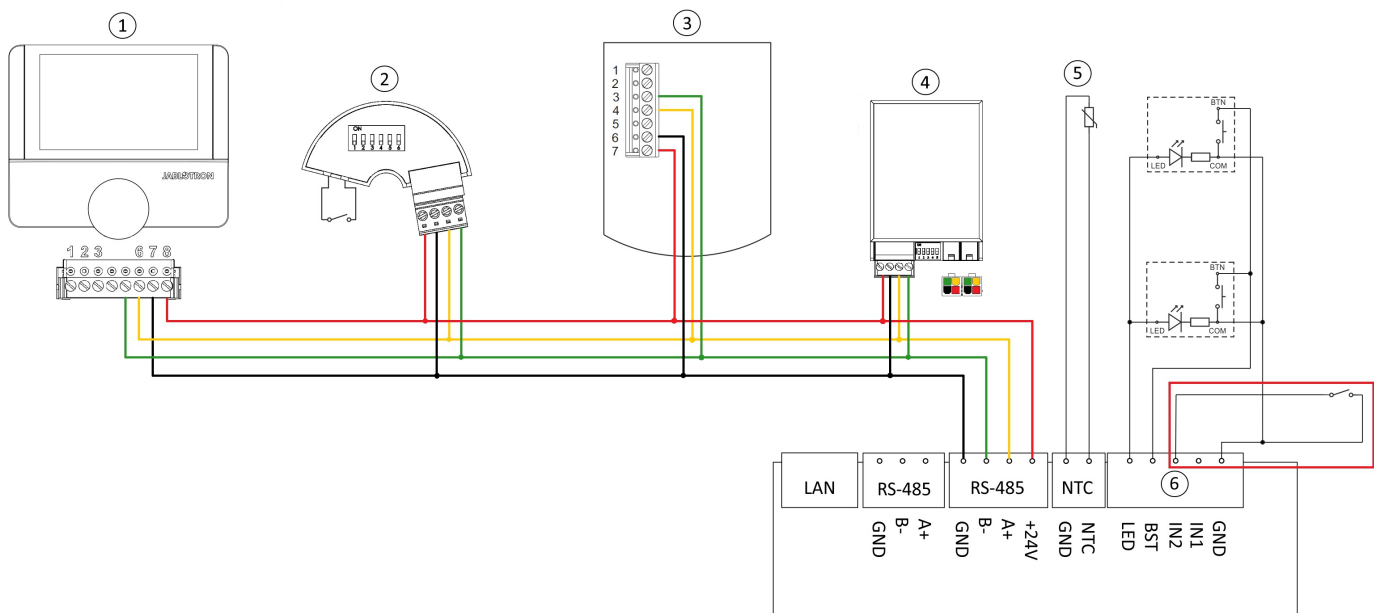 1
2
3
4
5
JABLOTRON
1 2 3 6 7 8
ON
1 2 3 4 5 6
1
2
3
4
5
6
7
BTN
LED
COM
BTN
LED
COM
LAN
RS-485
RS-485
NTC
6
GND
B-
A+
GND
B-
A+
+24V
GND
NTC
LED
BST
IN2
IN1
GND